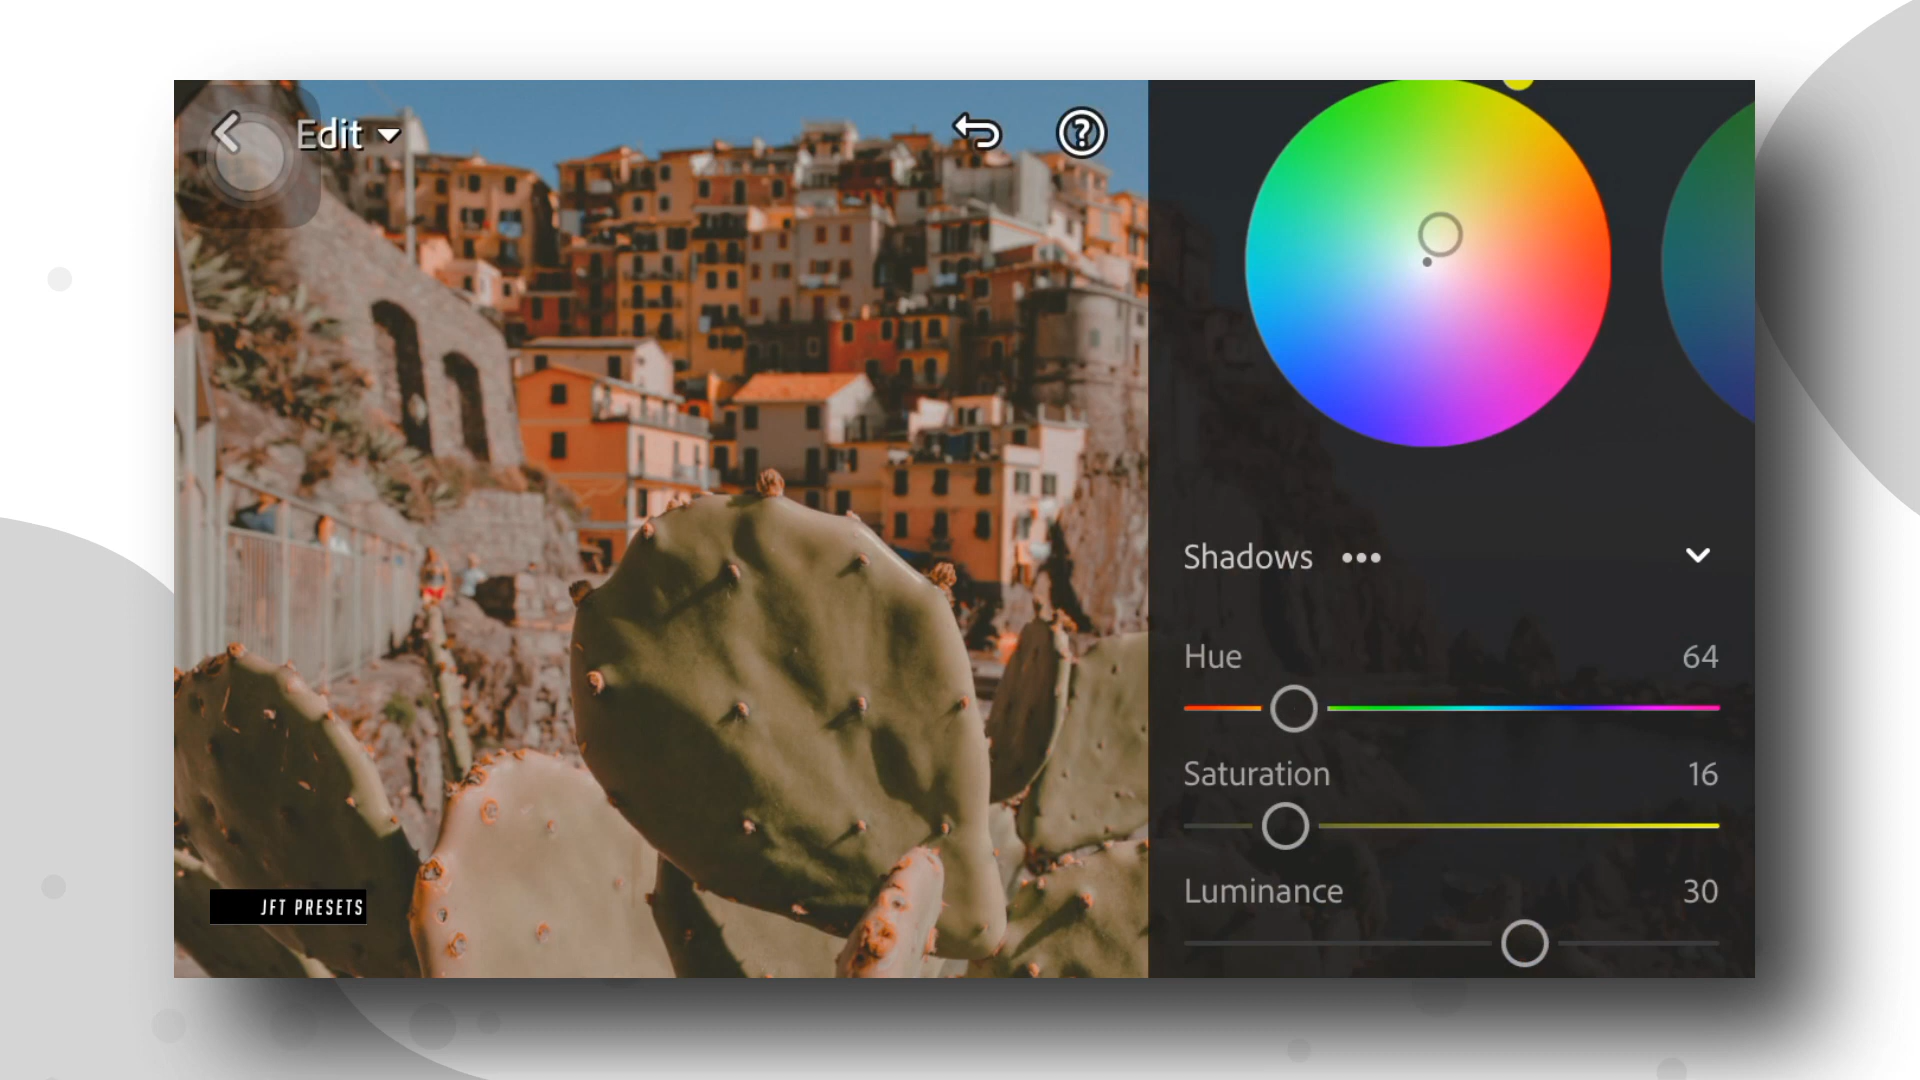 Edit
Shadows
Hue 64
Saturation 16
Luminance 30
JFT PRESETS